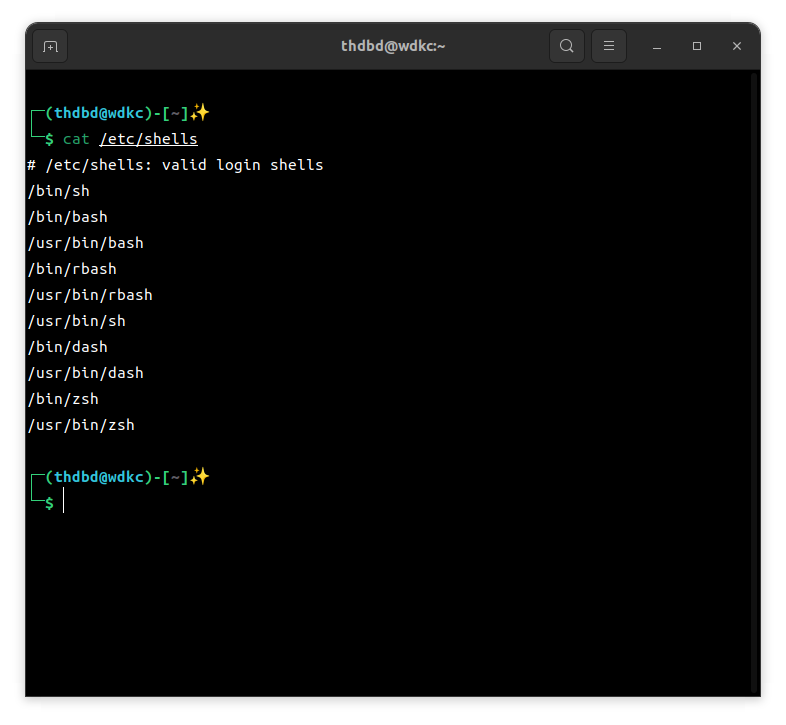 thdbd@wdkc:~
┌─(thdbd@wdkc)-[~]✨
└─$ cat /etc/shells
# /etc/shells: valid login shells
/bin/sh
/bin/bash
/usr/bin/bash
/bin/rbash
/usr/bin/rbash
/usr/bin/sh
/bin/dash
/usr/bin/dash
/bin/zsh
/usr/bin/zsh
┌─(thdbd@wdkc)-[~]✨
└─$